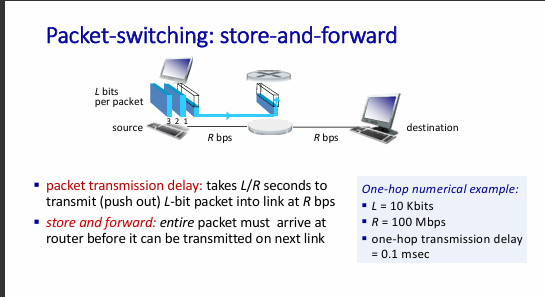 Packet-switching: store-and-forward
L bits
per packet
3 2 1
source
R bps
R bps
destination
▪ packet transmission delay: takes L/R seconds to
transmit (push out) L-bit packet into link at R bps
▪ store and forward: entire packet must arrive at
router before it can be transmitted on next link
One-hop numerical example:
▪ L = 10 Kbits
▪ R = 100 Mbps
▪ one-hop transmission delay
= 0.1 msec